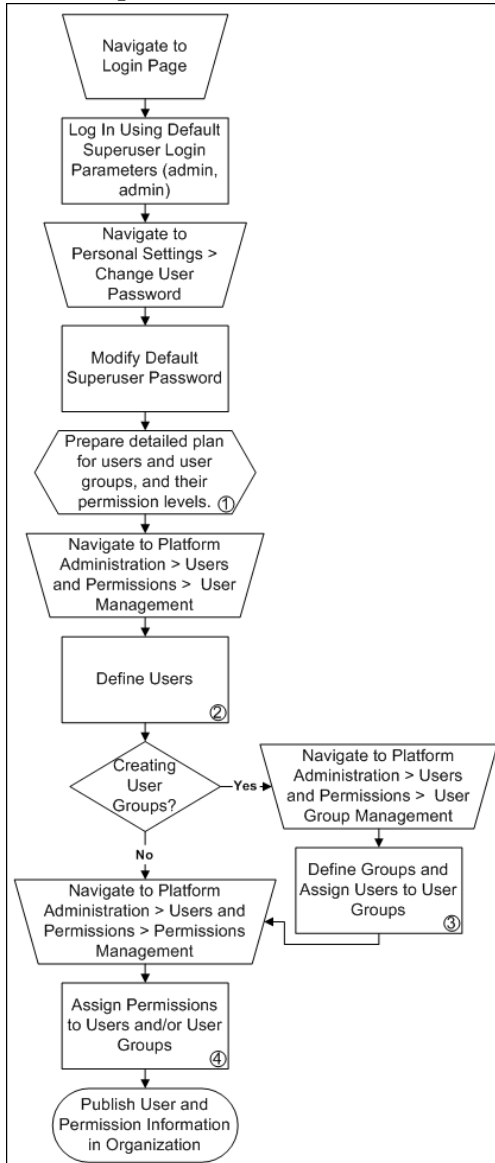 Navigate to
Login Page
Log In Using Default
Superuser Login
Parameters (admin,
admin)
Navigate to
Personal Settings >
Change User
Password
Modify Default
Superuser Password
Prepare detailed plan
for users and user
groups, and their
permission levels.
①
Navigate to Platform
Administration > Users
and Permissions > User
Management
Define Users
②
Creating
User
Groups?
Yes
Navigate to Platform
Administration > Users
and Permissions > User
Group Management
Define Groups and
Assign Users to User
Groups
③
No
Navigate to Platform
Administration > Users and
Permissions > Permissions
Management
Assign Permissions
to Users and/or User
Groups
④
Publish User and
Permission Information
in Organization